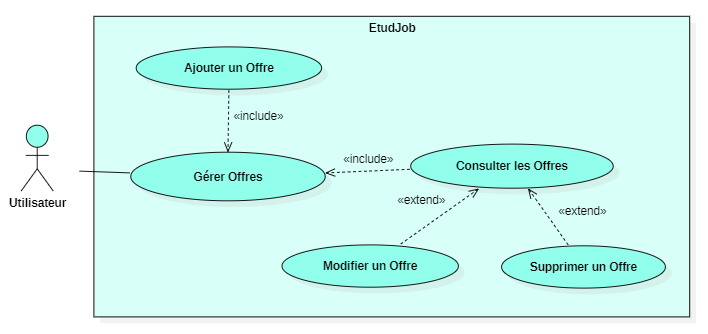 EtudJob
Ajouter un Offre
«include»
Utilisateur
Gérer Offres
«include»
Consulter les Offres
«extend»
«extend»
Modifier un Offre
Supprimer un Offre